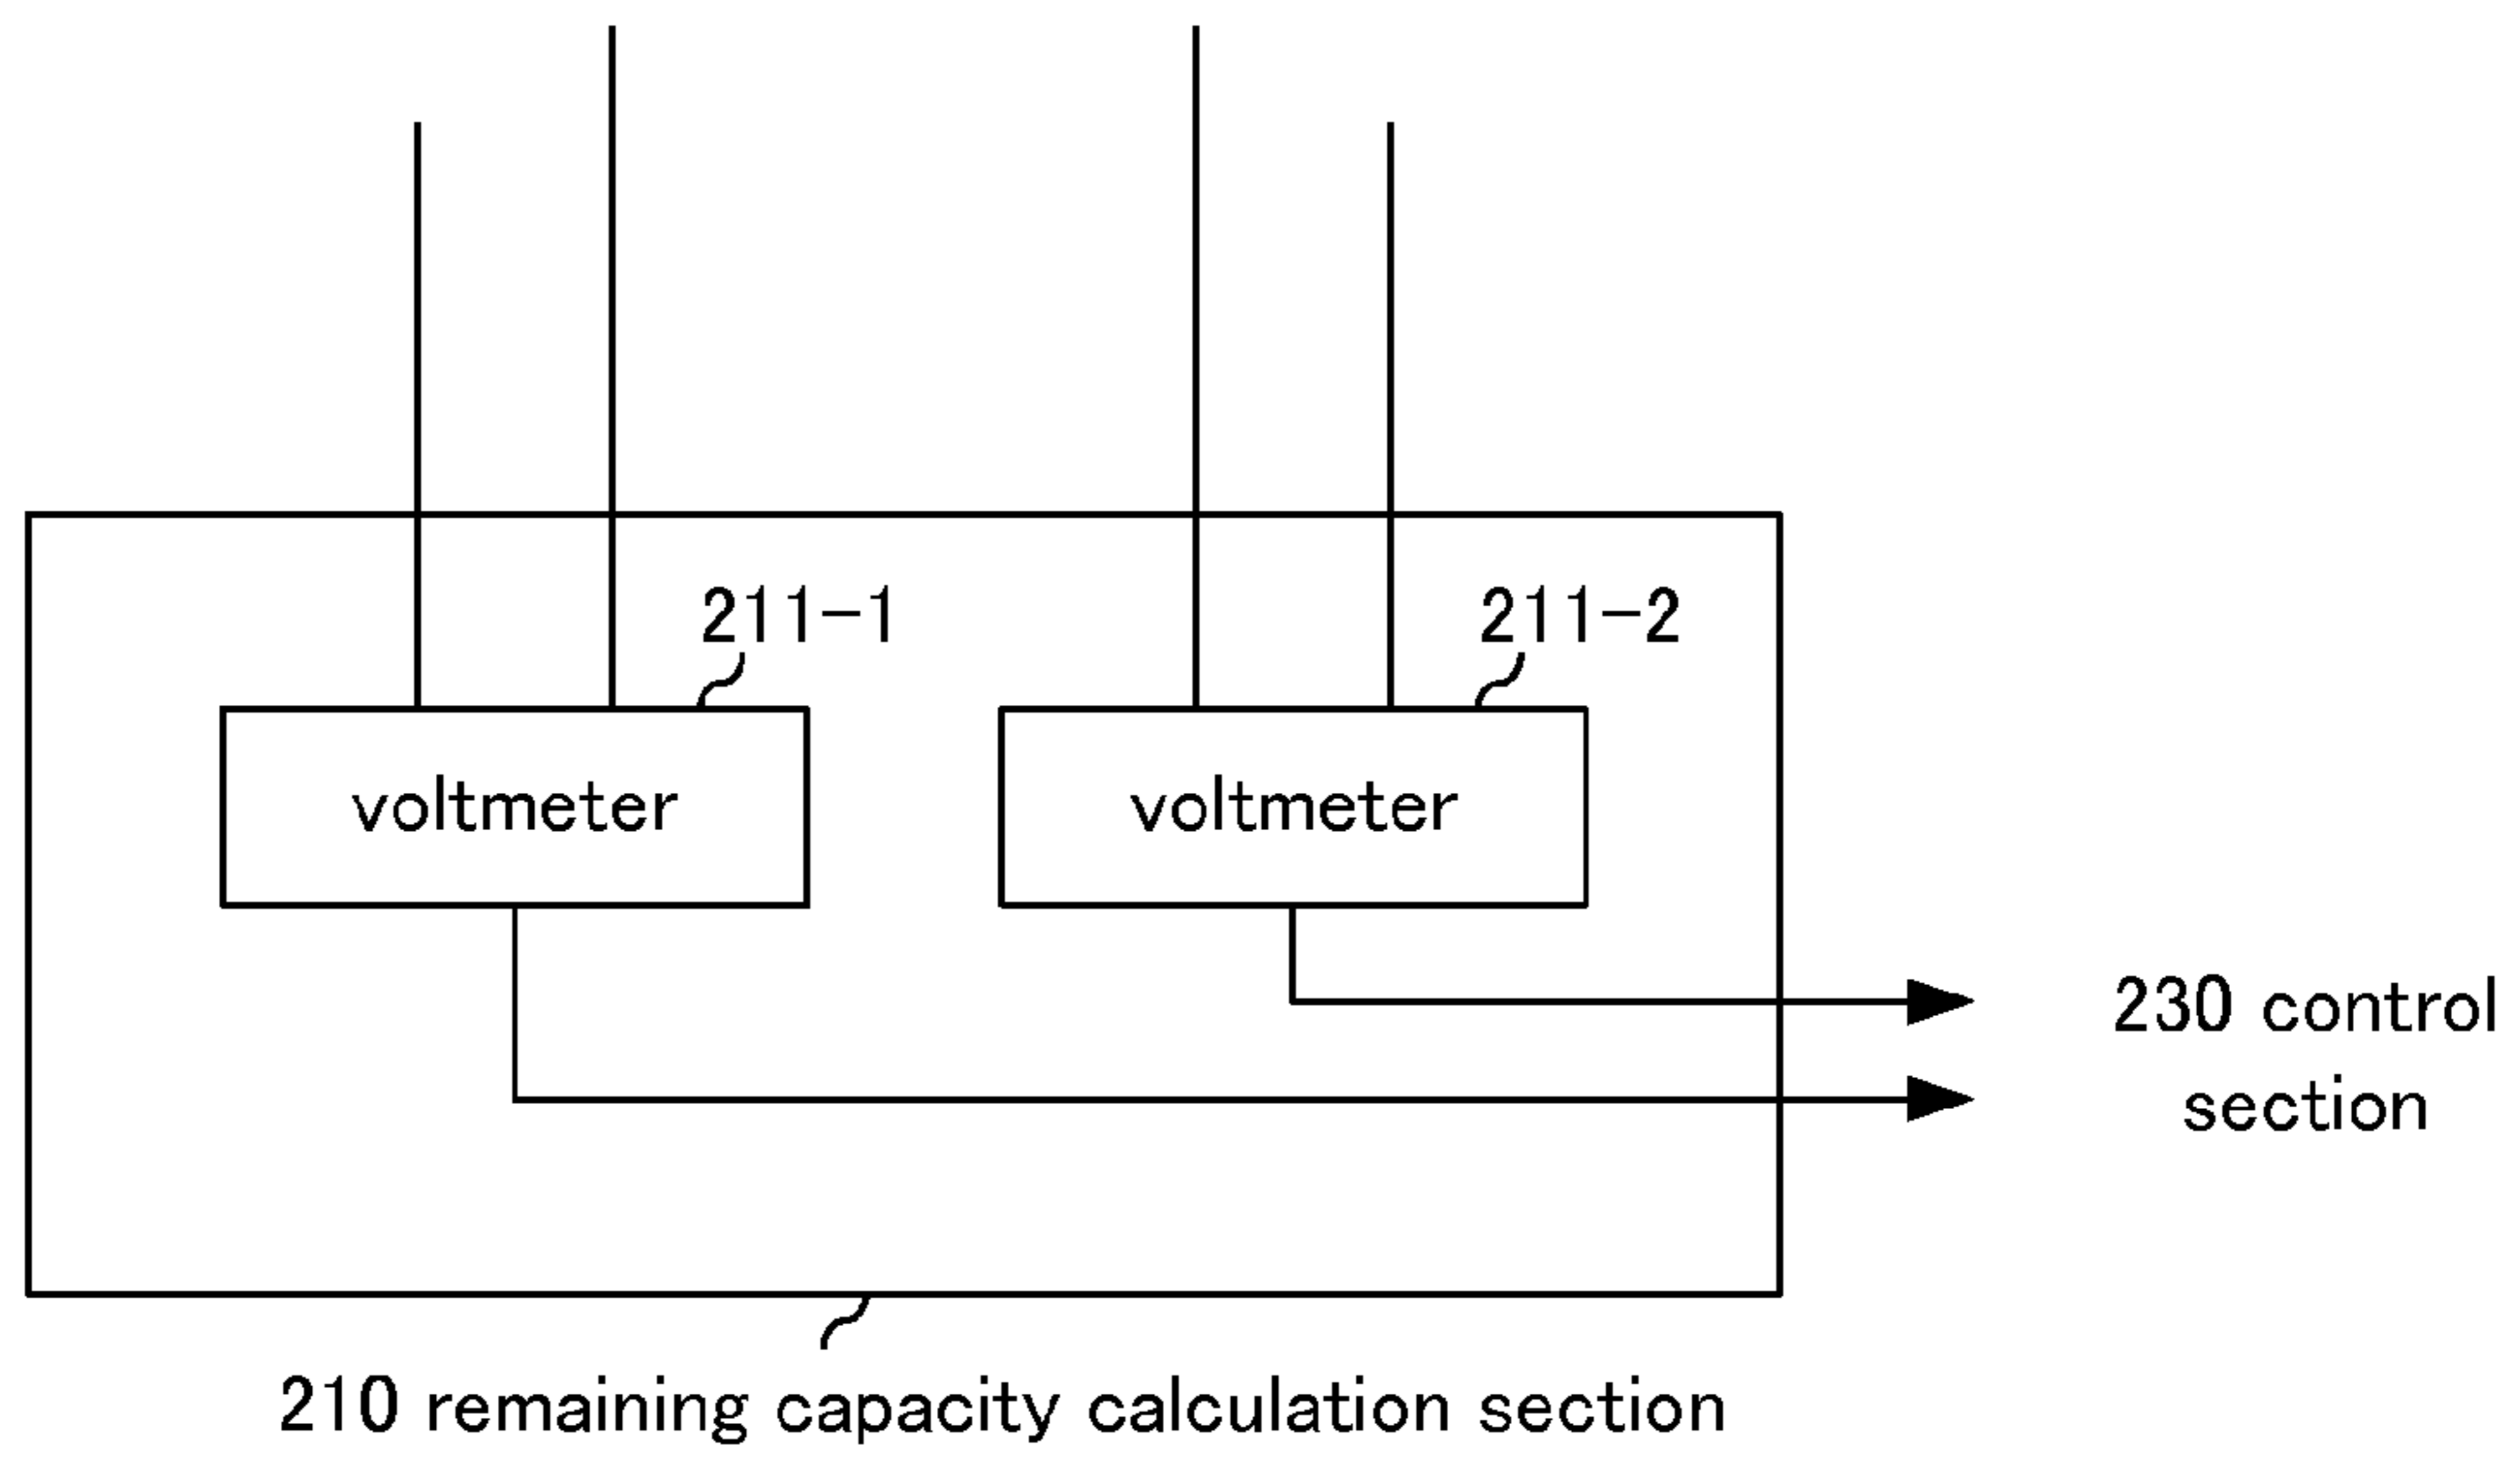 211-1
211-2
voltmeter
voltmeter
230 control
section
210 remaining capacity calculation section